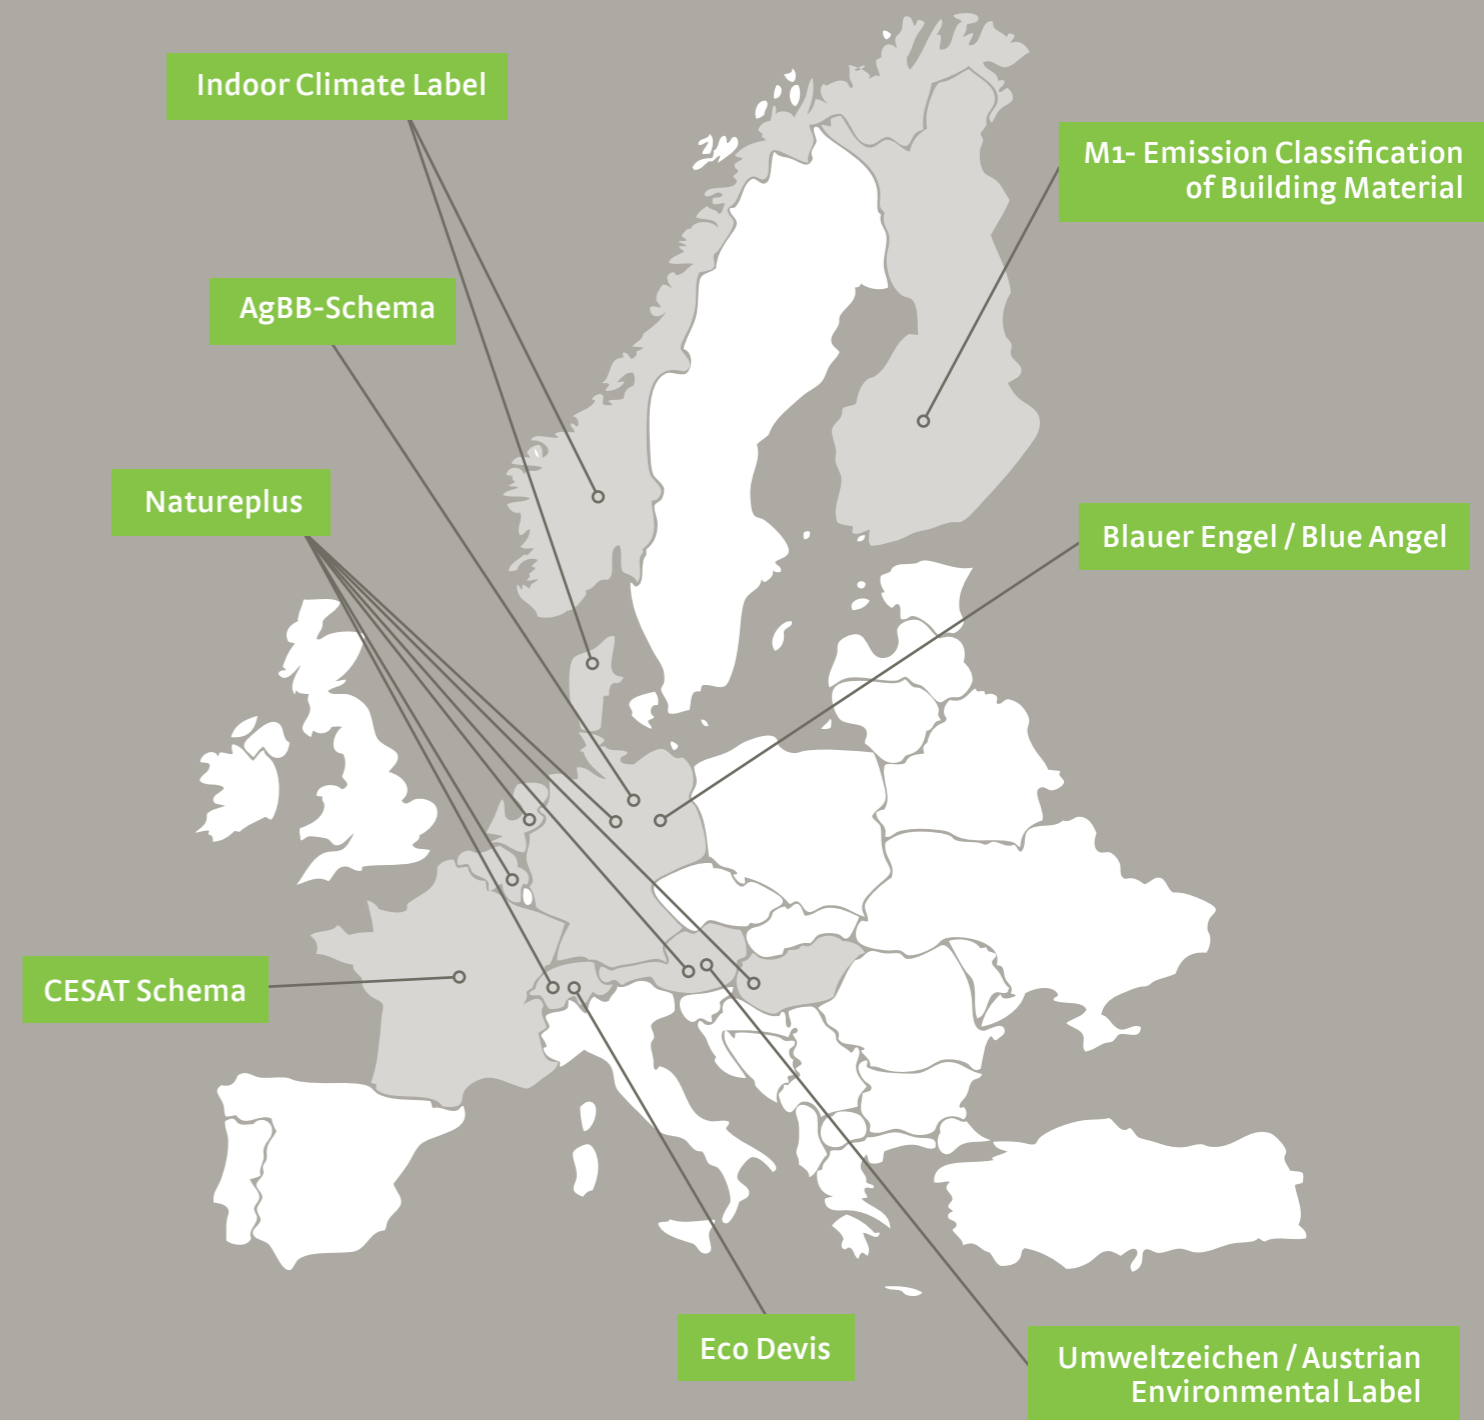 Indoor Climate Label
M1- Emission Classification
of Building Material
AgBB-Schema
Natureplus
Blauer Engel / Blue Angel
CESAT Schema
Eco Devis
Umweltzeichen / Austrian
Environmental Label